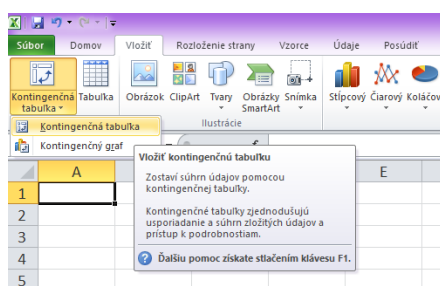 Súbor Domov Vložiť Rozloženie strany Vzorce Údaje Posúdiť
Kontingenčná tabuľka Tabuľka Obrázok ClipArt Tvary Obrázky SmartArt Snímka Stĺpcový Čiarový Koláčov
Ilustrácie
Kontingenčná tabuľka
Kontingenčný graf
Vložiť kontingenčnú tabuľku
Zostaví súhrn údajov pomocou
kontingenčnej tabuľky.
Kontingenčné tabuľky zjednodušujú
usporiadanie a súhrn zložitých údajov a
prístup k podrobnostiam.
Ďalšiu pomoc získate stlačením klávesu F1.
A E
1
2
3
4
5